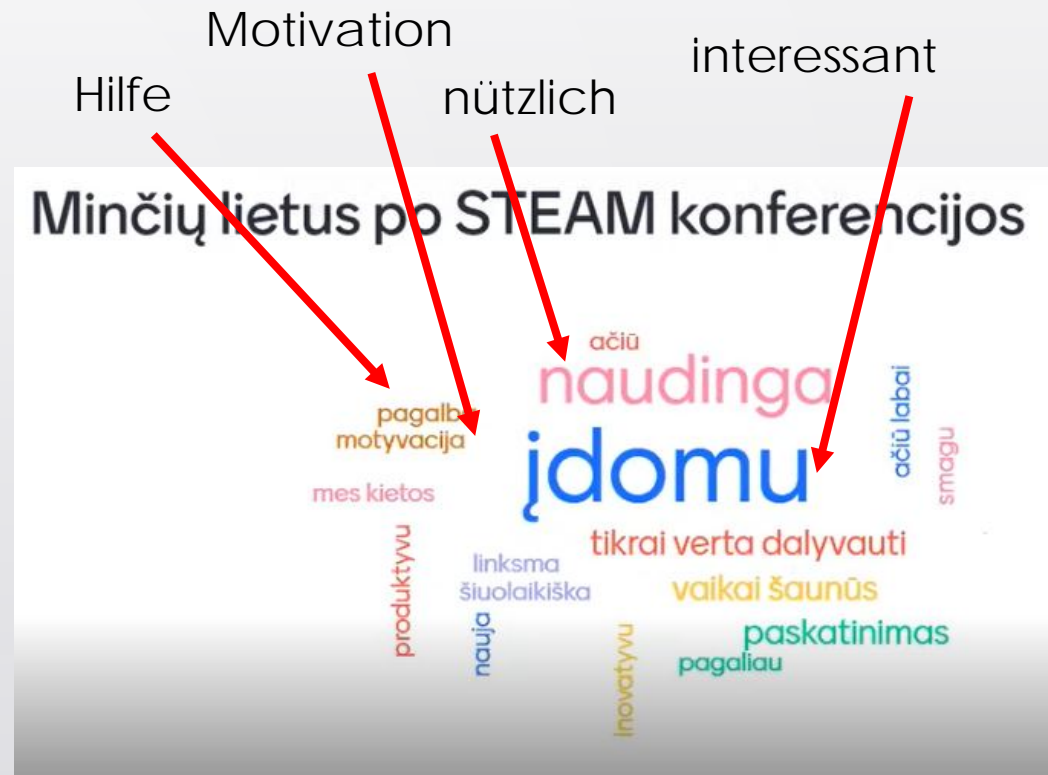 Motivation
interessant
Hilfe
nützlich
Minčių lietus po STEAM konferencijos
ačiū
naudinga
ačiū labai
smagu
motyvacija
įdomu
mes kietos
produktyvu
tikrai verta dalyvauti
linksma
šiuolaikiška
vaikai šaunūs
nauja
Inovatyvu
paskatinimas
pagaliau